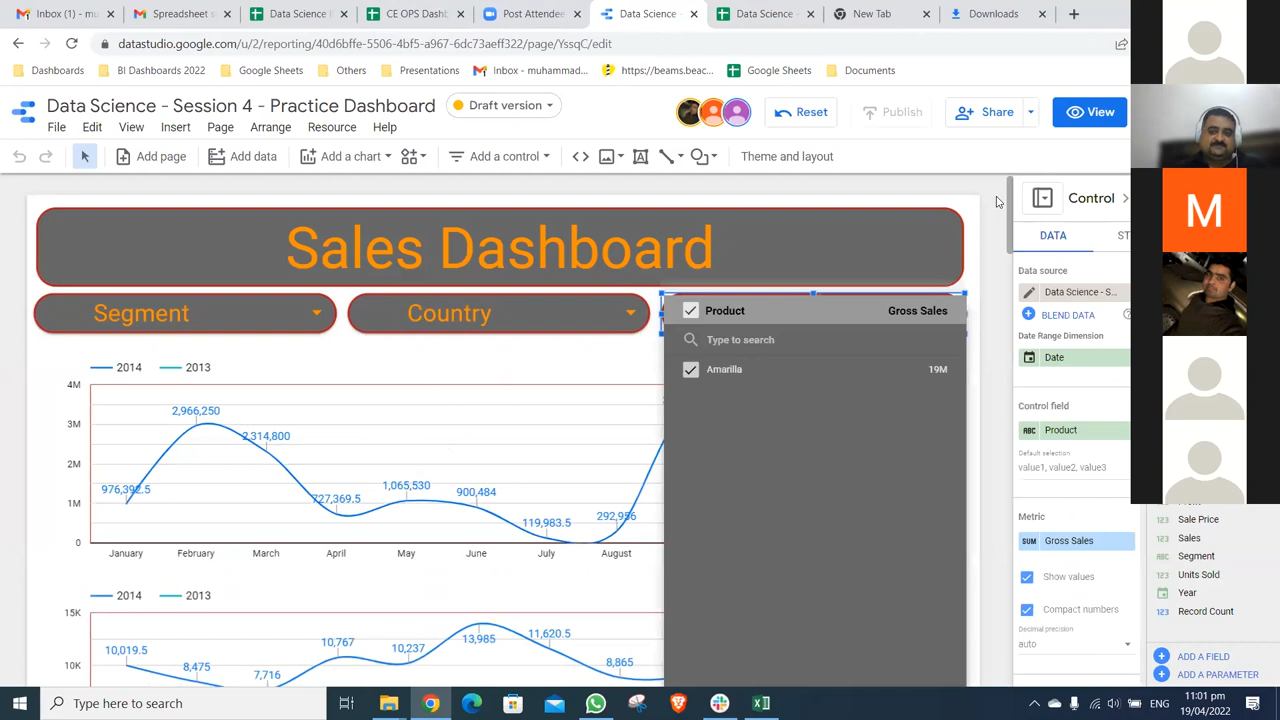 Inbox (1) - mu
Spreadsheet s
Data Science I
CE OPS Dashb
Post Attendee
Data Science -
Data Science -
New Tab
Downloads
datastudio.google.com/u/2/reporting/40d6bffe-5506-4bf5-a967-6dc73aeff322/page/YssqC/edit
Dashboards
BI Dashboards 2022
Google Sheets
Others
Presentations
Inbox - muhammad...
https://beams.beac...
Google Sheets
Documents
Data Science - Session 4 - Practice Dashboard
Draft version
Reset
Publish
Share
View
File Edit View Insert Page Arrange Resource Help
Add page
Add data
Add a chart
Add a control
Theme and layout
Sales Dashboard
Segment
Country
Product Gross Sales
Type to search
Amarilla 19M
2014 2013
4M
3M
2M
1M
0
976,392.5
2,966,250
2,314,800
727,369.5
1,065,530
900,484
119,983.5
292,956
January February March April May June July August
2014 2013
15K
10K
10,019.5
8,475
7,716
10,767
10,237
13,985
11,620.5
8,865
Control
DATA
ST
Data source
Data Science - S...
BLEND DATA
Date Range Dimension
Date
Control field
ABC Product
Default selection
value1, value2, value3
Metric
SUM Gross Sales
Show values
Compact numbers
Decimal precision
auto
M
123 Sale Price
123 Sales
ABC Segment
123 Units Sold
Year
123 Record Count
ADD A FIELD
ADD A PARAMETER
Type here to search
ENG
11:01 pm
19/04/2022